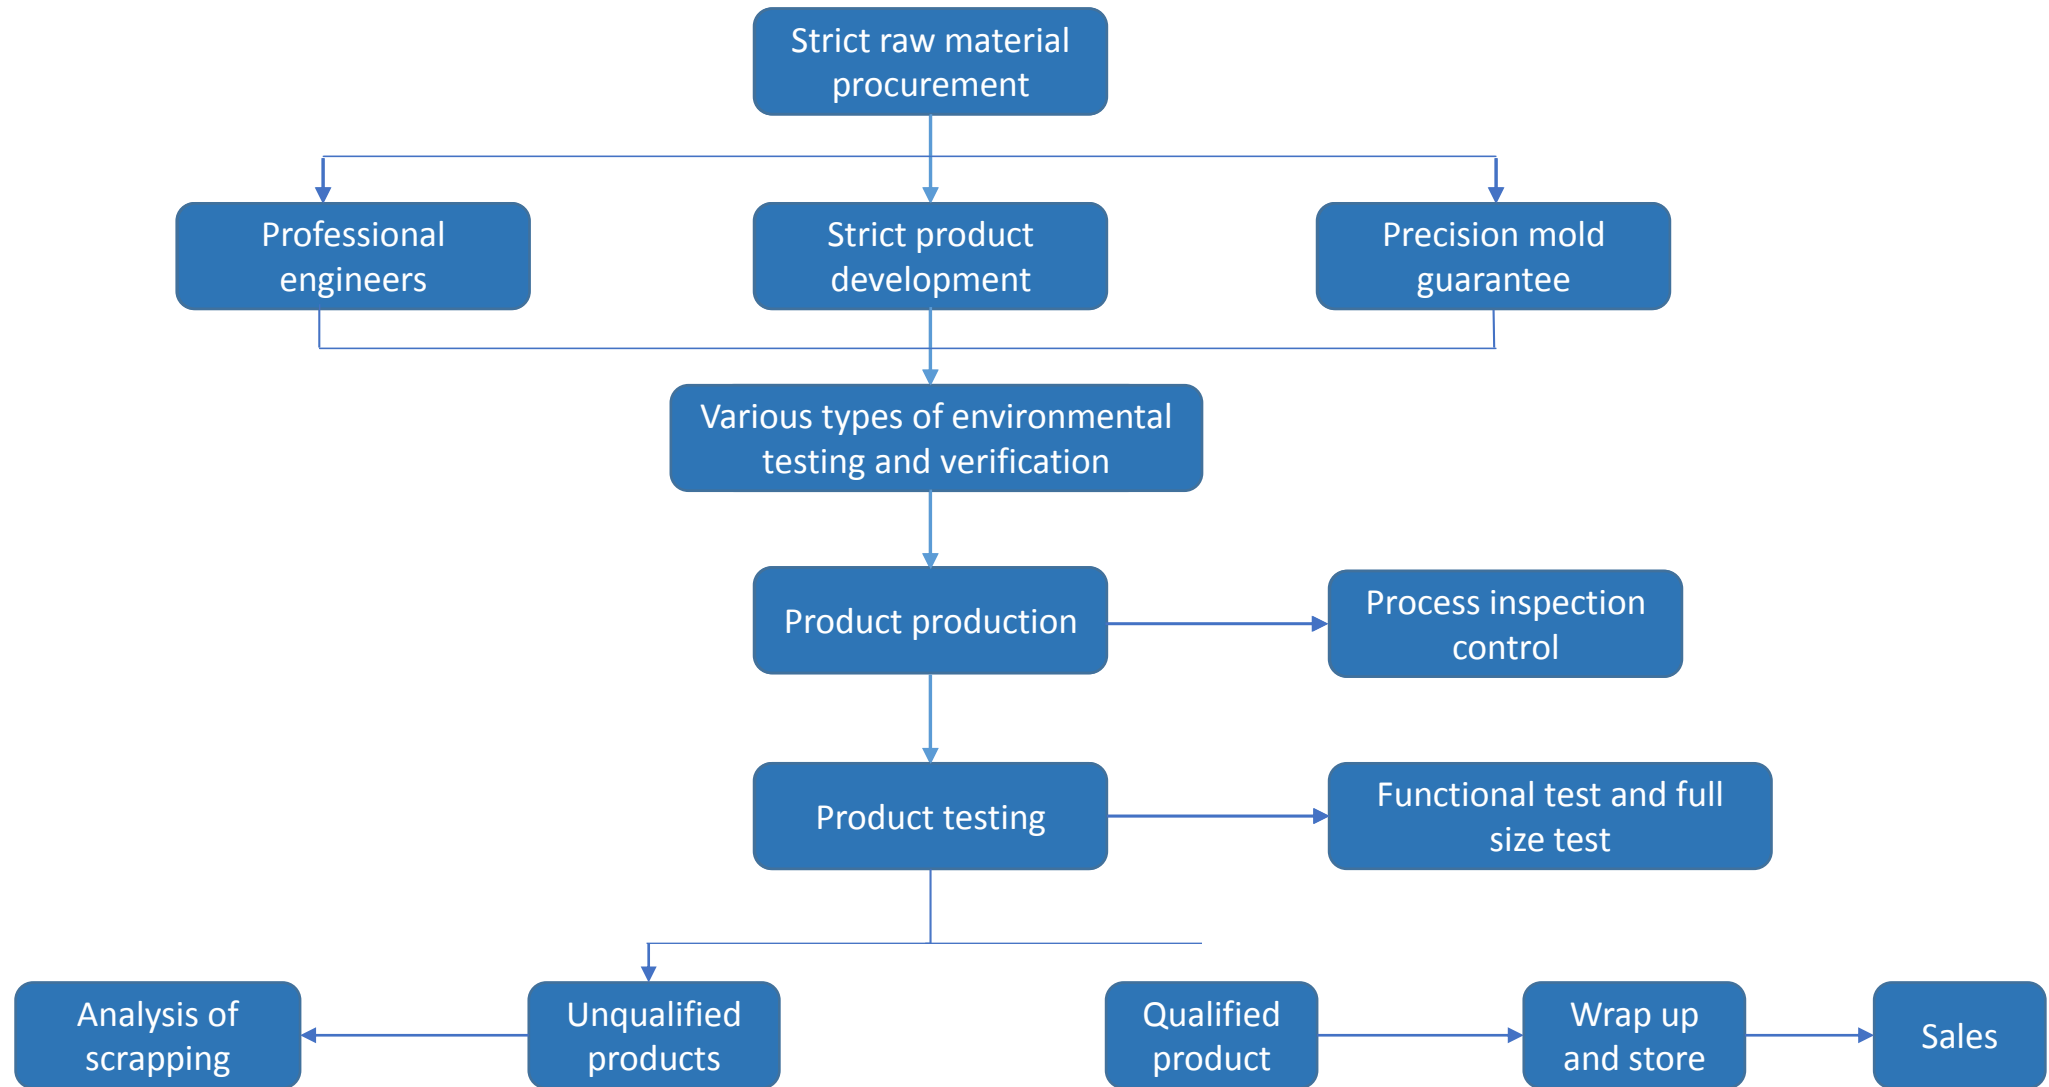 Strict raw material
procurement
Professional
engineers
Strict product
development
Precision mold
guarantee
Various types of environmental
testing and verification
Product production
Process inspection
control
Product testing
Functional test and full
size test
Analysis of
scrapping
Unqualified
products
Qualified
product
Wrap up
and store
Sales